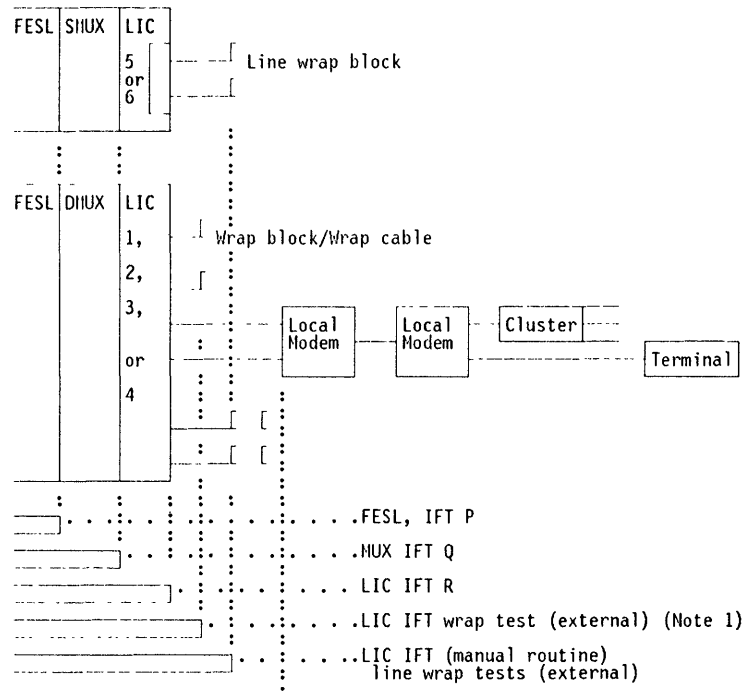 FESL SMUX LIC
5
or
6
Line wrap block
FESL DMUX LIC
1,
Wrap block/Wrap cable
2,
3,
or
4
Local
Modem
Local
Modem
Cluster
Terminal
FESL, IFT P
MUX IFT Q
LIC IFT R
LIC IFT wrap test (external) (Note 1)
LIC IFT (manual routine)
line wrap tests (external)